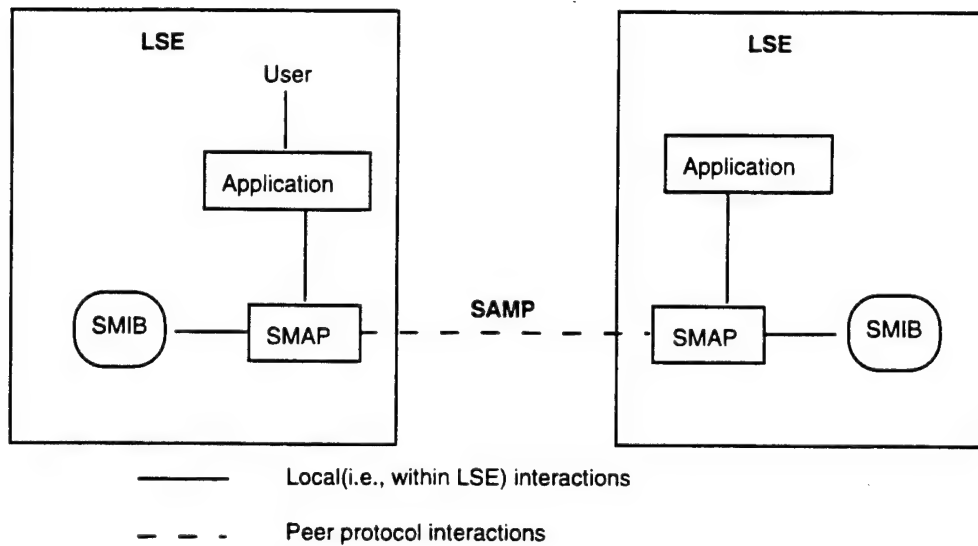 LSE
User
Application
SMIB
SMAP
SAMP
LSE
Application
SMAP
SMIB
Local(i.e., within LSE) interactions
Peer protocol interactions